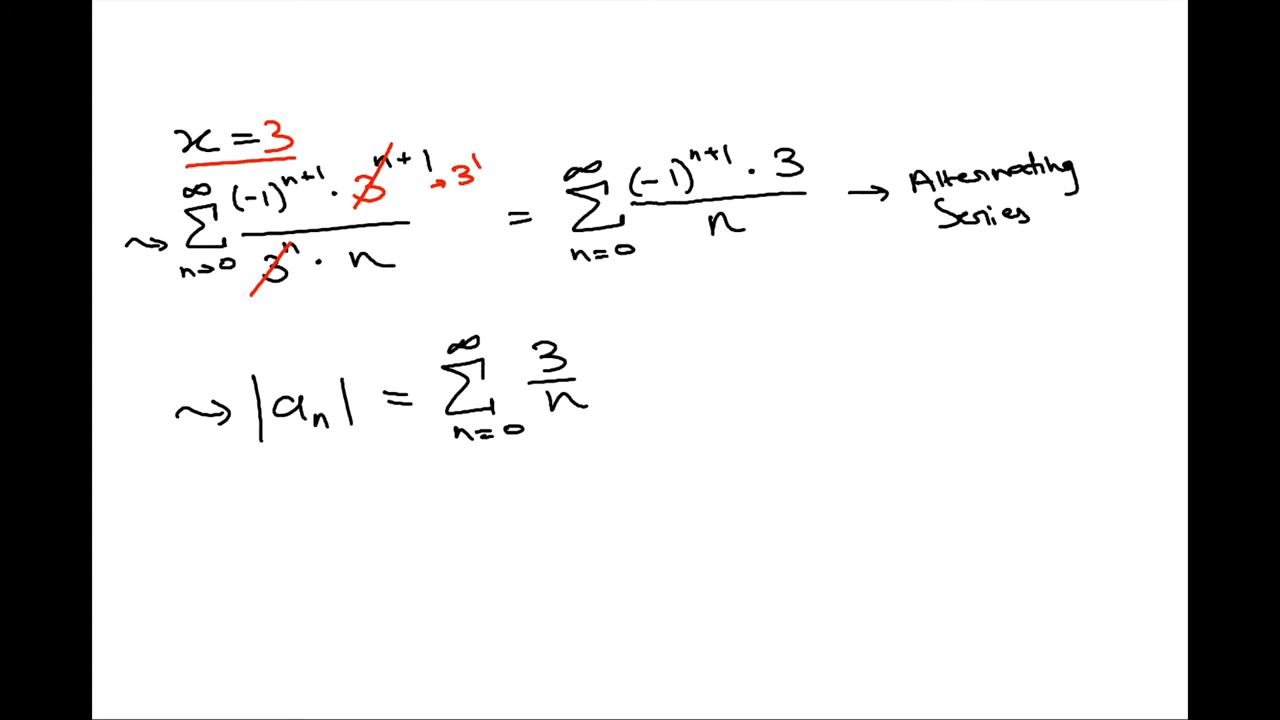 x = 3
⇝ ∞ Σ n→0 (-1)^(n+1) · 3^(n+1) → 3^1 / 3^n · n = ∞ Σ n=0 (-1)^(n+1) · 3 / n → Alternating Series
⇝ |a_n| = ∞ Σ n=0 3 / n